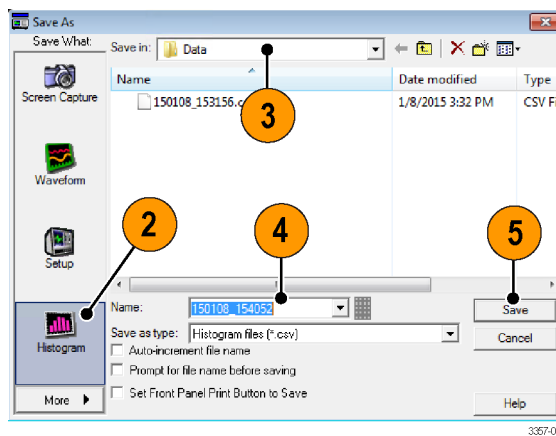 Save As
Save What:
Save in: Data
Name Date modified Type
150108_153156.c 1/8/2015 3:32 PM CSV Fi
3
Screen Capture
Waveform
2
4
5
Setup
Name: 150108_154052 Save
Save as type: Histogram files (*.csv) Cancel
Histogram
Auto-increment file name
Prompt for file name before saving
Set Front Panel Print Button to Save
More Help
3357-0